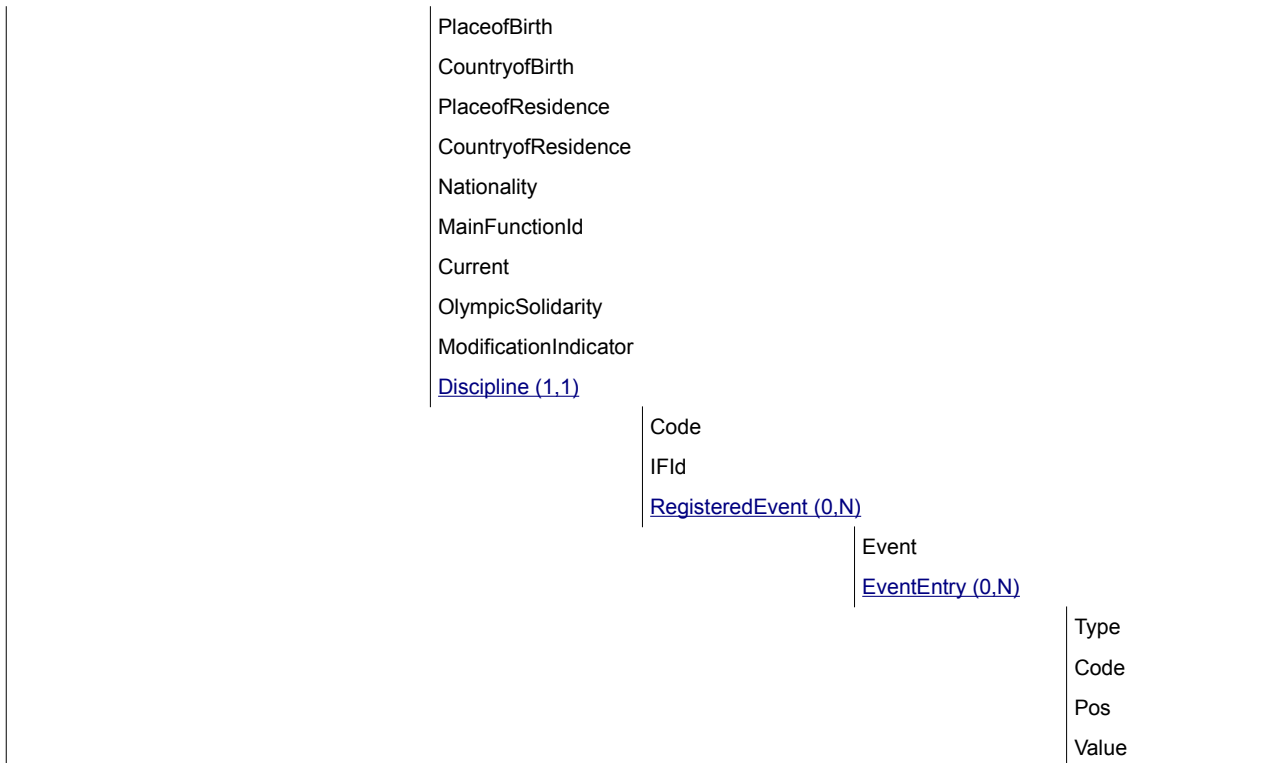 PlaceofBirth
CountryofBirth
PlaceofResidence
CountryofResidence
Nationality
MainFunctionId
Current
OlympicSolidarity
ModificationIndicator
Discipline (1,1)
Code
IFId
RegisteredEvent (0,N)
Event
EventEntry (0,N)
Type
Code
Pos
Value